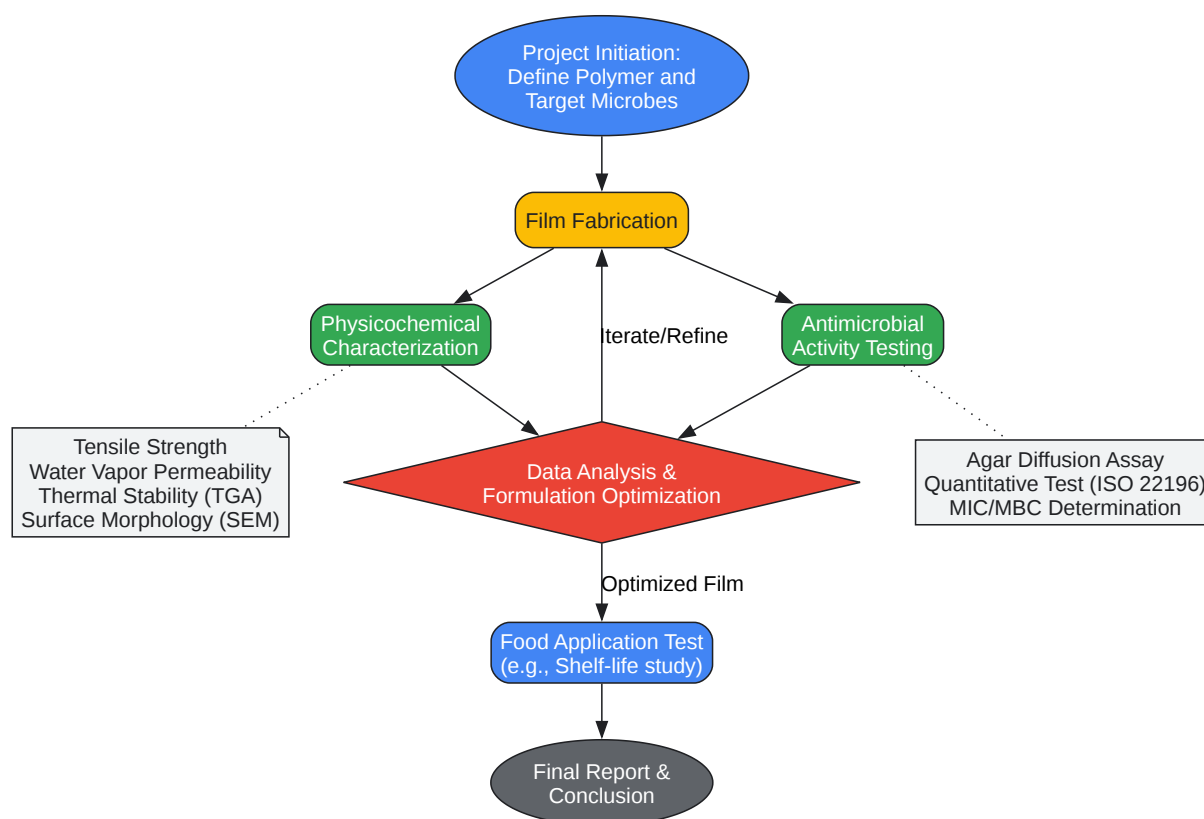 Project Initiation:
Define Polymer and
Target Microbes
Film Fabrication
Physicochemical
Characterization
Iterate/Refine
Antimicrobial
Activity Testing
Tensile Strength
Water Vapor Permeability
Thermal Stability (TGA)
Surface Morphology (SEM)
Data Analysis &
Formulation Optimization
Agar Diffusion Assay
Quantitative Test (ISO 22196)
MIC/MBC Determination
Optimized Film
Food Application Test
(e.g., Shelf-life study)
Final Report &
Conclusion